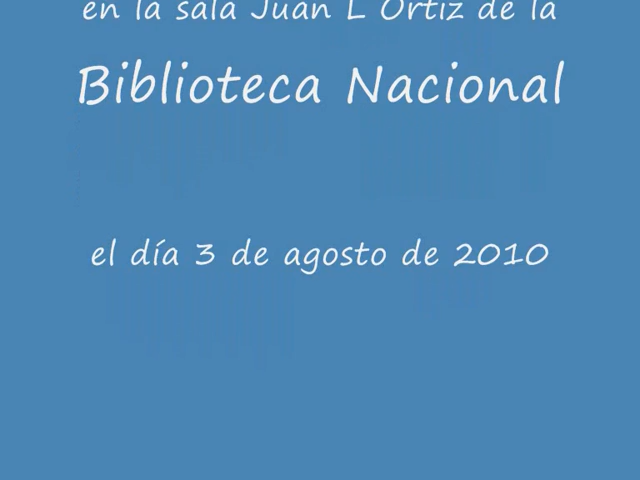 en la sala Juan L Ortiz de la
Biblioteca Nacional
el día 3 de agosto de 2010